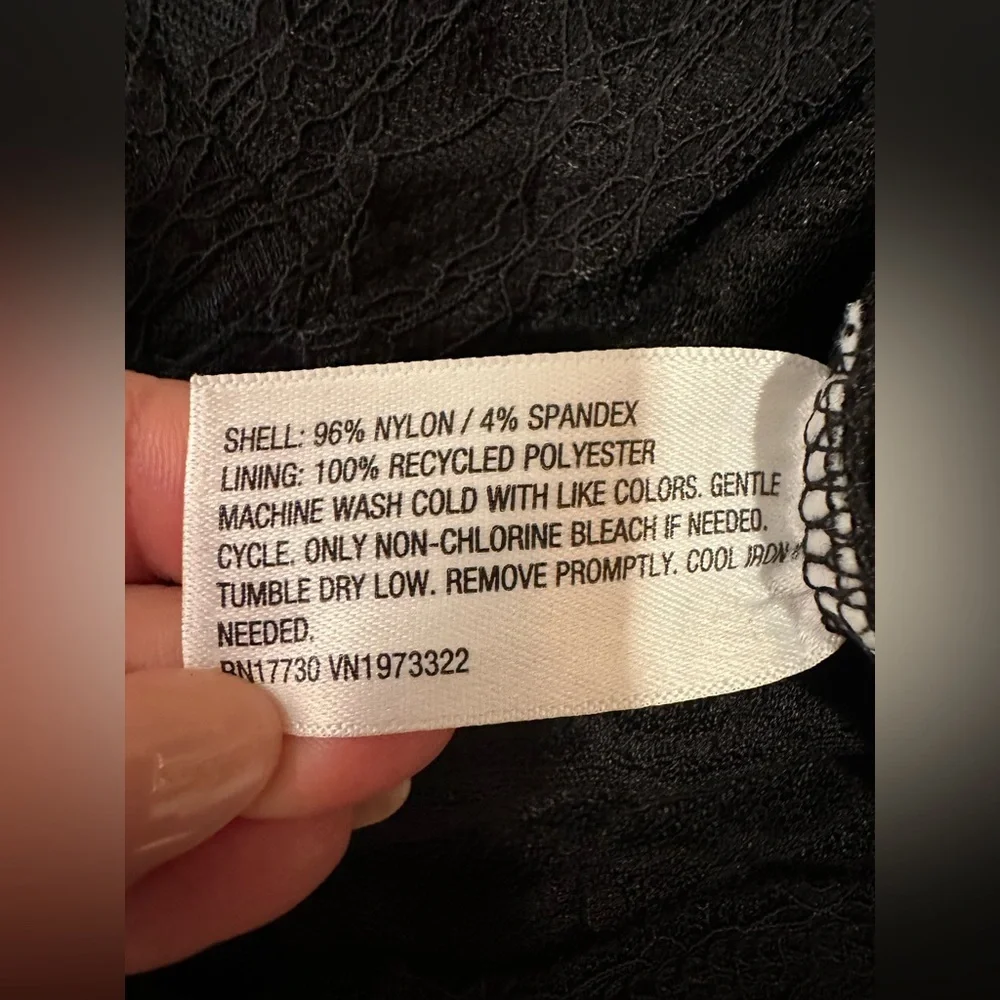 SHELL: 96% NYLON / 4% SPANDEX
LINING: 100% RECYCLED POLYESTER
MACHINE WASH COLD WITH LIKE COLORS. GENTLE
CYCLE. ONLY NON-CHLORINE BLEACH IF NEEDED.
TUMBLE DRY LOW. REMOVE PROMPTLY. COOL IRON
NEEDED.
RN17730 VN1973322